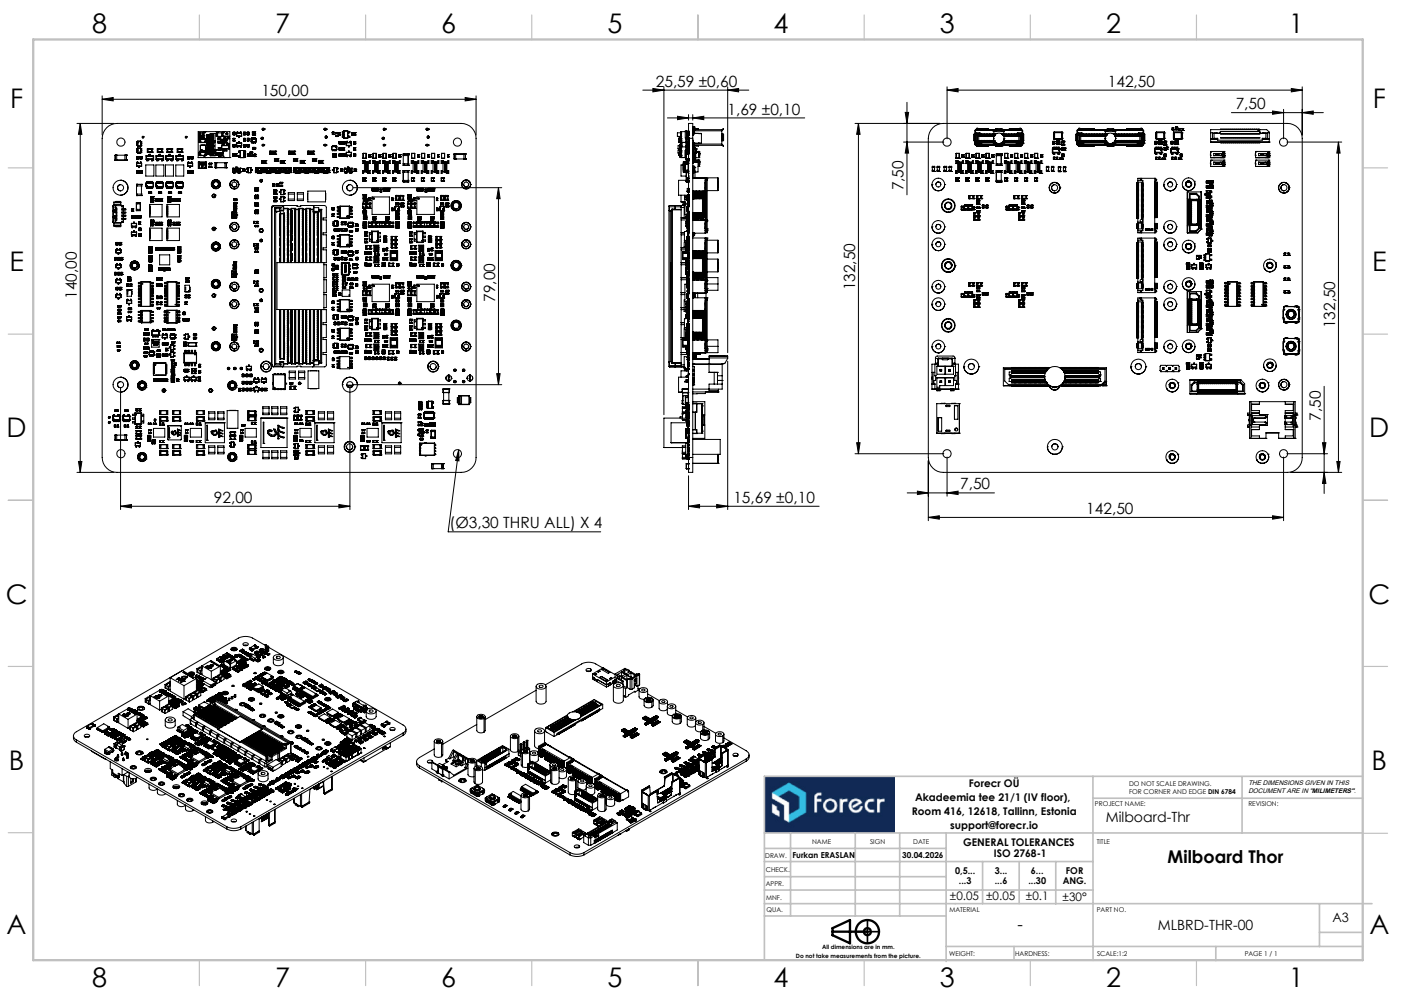 8 7 6 5 4 3 2 1
F F
E E
D D
C C
B B
A A
150,00
25,59 ±0,60
1,69 ±0,10
142,50
7,50
7,50
140,00
79,00
132,50
132,50
7,50
92,00
(Ø3,30 THRU ALL) X 4
15,69 ±0,10
7,50
142,50
forecr
Forecr OÜ
Akadeemia tee 21/1 (IV floor),
Room 416, 12618, Tallinn, Estonia
support@forecr.io
DO NOT SCALE DRAWING.
FOR CORNER AND EDGE DIN 6784
THE DIMENSIONS GIVEN IN THIS
DOCUMENT ARE IN "MILIMETERS".
PROJECT NAME:
Milboard-Thr
REVISION:
NAME SIGN DATE
DRAW. Furkan ERASLAN 30.04.2026
CHECK.
APPR.
MNF.
QUA.
GENERAL TOLERANCES
ISO 2768-1
0,5... 3... 6... FOR
...3 ...6 ...30 ANG.
±0.05 ±0.05 ±0.1 ±30°
TITLE
Milboard Thor
MATERIAL
-
PART NO.
MLBRD-THR-00
A3
All dimensions are in mm.
Do not take measurements from the picture.
WEIGHT: HARDNESS:
SCALE:1:2
PAGE 1 / 1
8 7 6 5 4 3 2 1